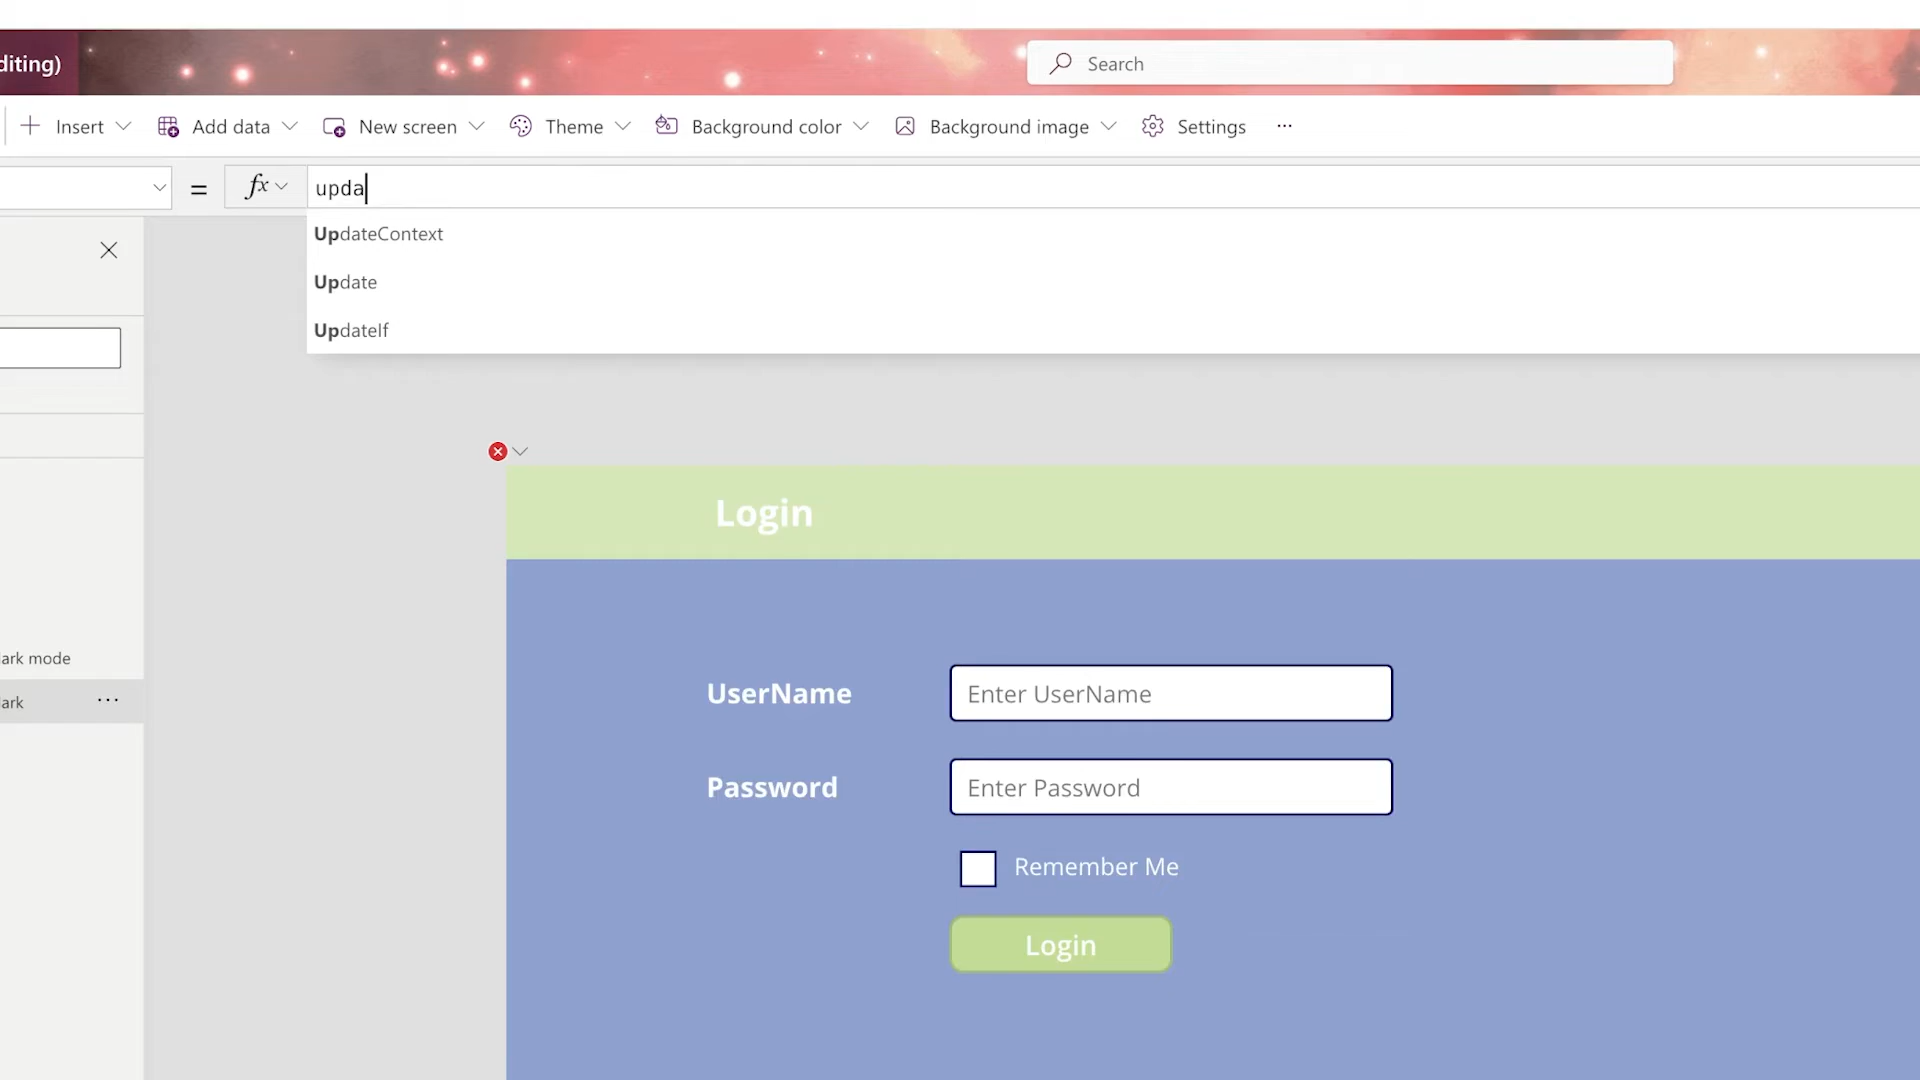 diting)
Search
Insert
Add data
New screen
Theme
Background color
Background image
Settings
...
=
fx
upda
UpdateContext
Update
UpdateIf
Login
ark mode
ark
...
UserName
Enter UserName
Password
Enter Password
Remember Me
Login